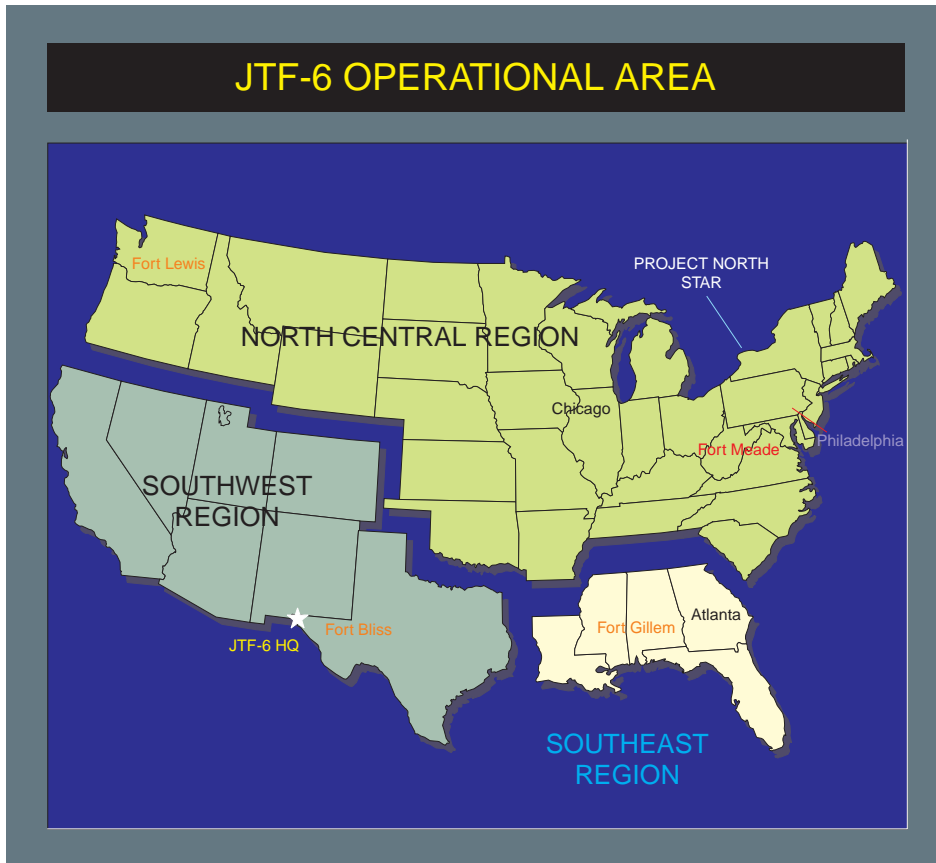 JTF-6 OPERATIONAL AREA
Fort Lewis
PROJECT NORTH
STAR
NORTH CENTRAL REGION
Chicago
Fort Meade
Philadelphia
SOUTHWEST
REGION
Fort Bliss
JTF-6 HQ
Atlanta
Fort Gillem
SOUTHEAST
REGION